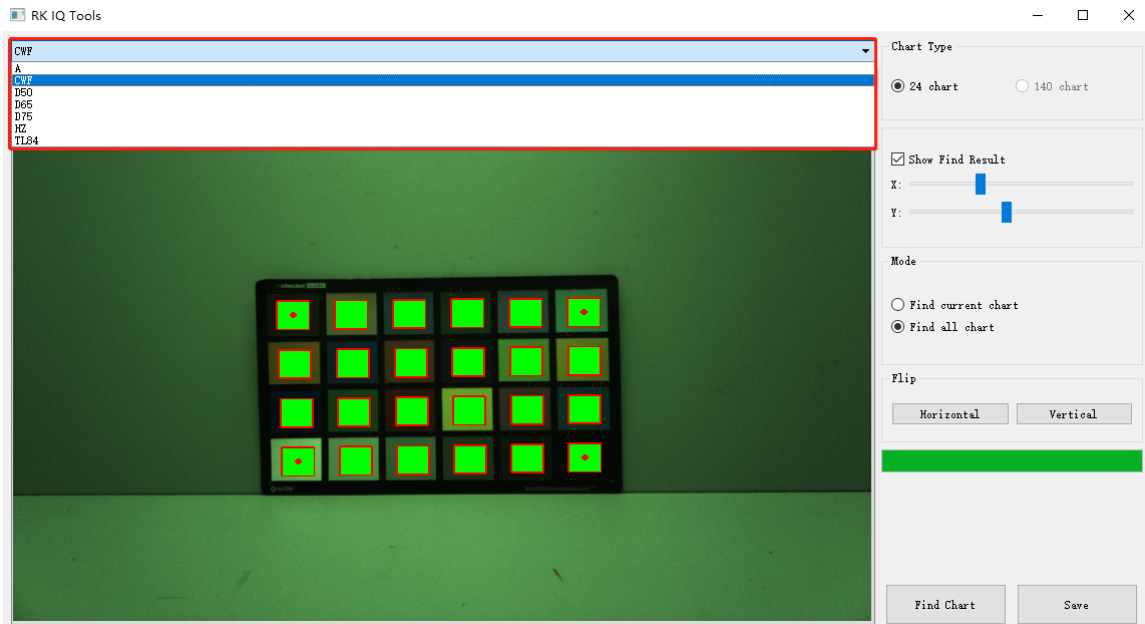 RK IQ Tools
CWF
A
CWF
D50
D65
D75
HZ
TL84
Chart Type
24 chart
140 chart
Show Find Result
X:
Y:
Mode
Find current chart
Find all chart
Flip
Horizontal
Vertical
Find Chart
Save